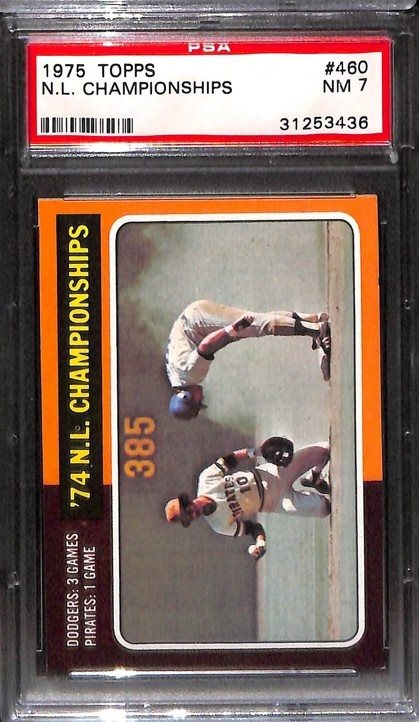 PSA
1975 TOPPS #460
N.L. CHAMPIONSHIPS NM 7
31253436
'74 N.L. CHAMPIONSHIPS
DODGERS: 3 GAMES
PIRATES: 1 GAME
385
PIRATES
10